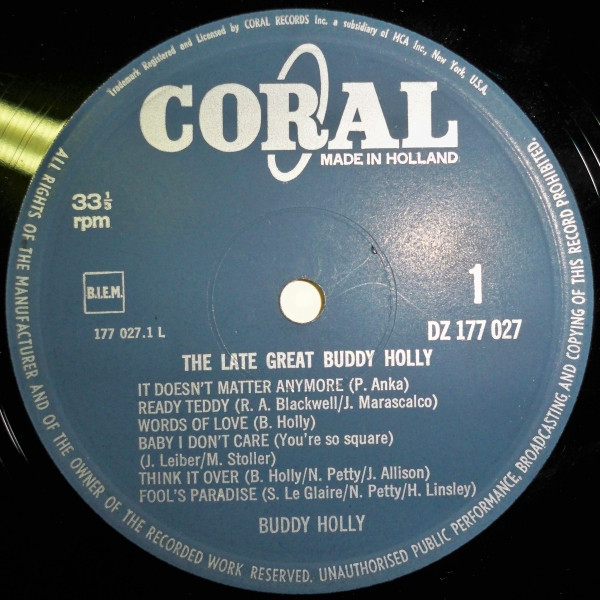 Trademark Registered and Licensed by CORAL RECORDS Inc. a subsidiary of MCA Inc., New York, U.S.A.
CORAL
MADE IN HOLLAND
33 1/3
rpm
B.I.E.M.
1
177 027.1 L
DZ 177 027
THE LATE GREAT BUDDY HOLLY
IT DOESN'T MATTER ANYMORE (P. Anka)
READY TEDDY (R. A. Blackwell/J. Marascalco)
WORDS OF LOVE (B. Holly)
BABY I DON'T CARE (You're so square)
(J. Leiber/M. Stoller)
THINK IT OVER (B. Holly/N. Petty/J. Allison)
FOOL'S PARADISE (S. Le Glaire/N. Petty/H. Linsley)
BUDDY HOLLY
ALL RIGHTS OF THE MANUFACTURER AND OF THE OWNER OF THE RECORDED WORK RESERVED. UNAUTHORISED PUBLIC PERFORMANCE, BROADCASTING AND COPYING OF THIS RECORD PROHIBITED.